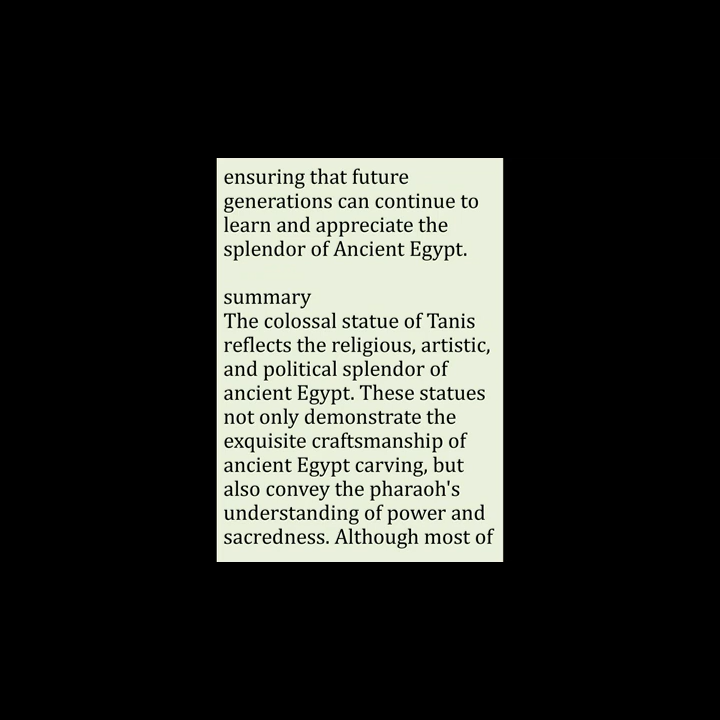 ensuring that future
generations can continue to
learn and appreciate the
splendor of Ancient Egypt.
summary
The colossal statue of Tanis
reflects the religious, artistic,
and political splendor of
ancient Egypt. These statues
not only demonstrate the
exquisite craftsmanship of
ancient Egypt carving, but
also convey the pharaoh's
understanding of power and
sacredness. Although most of